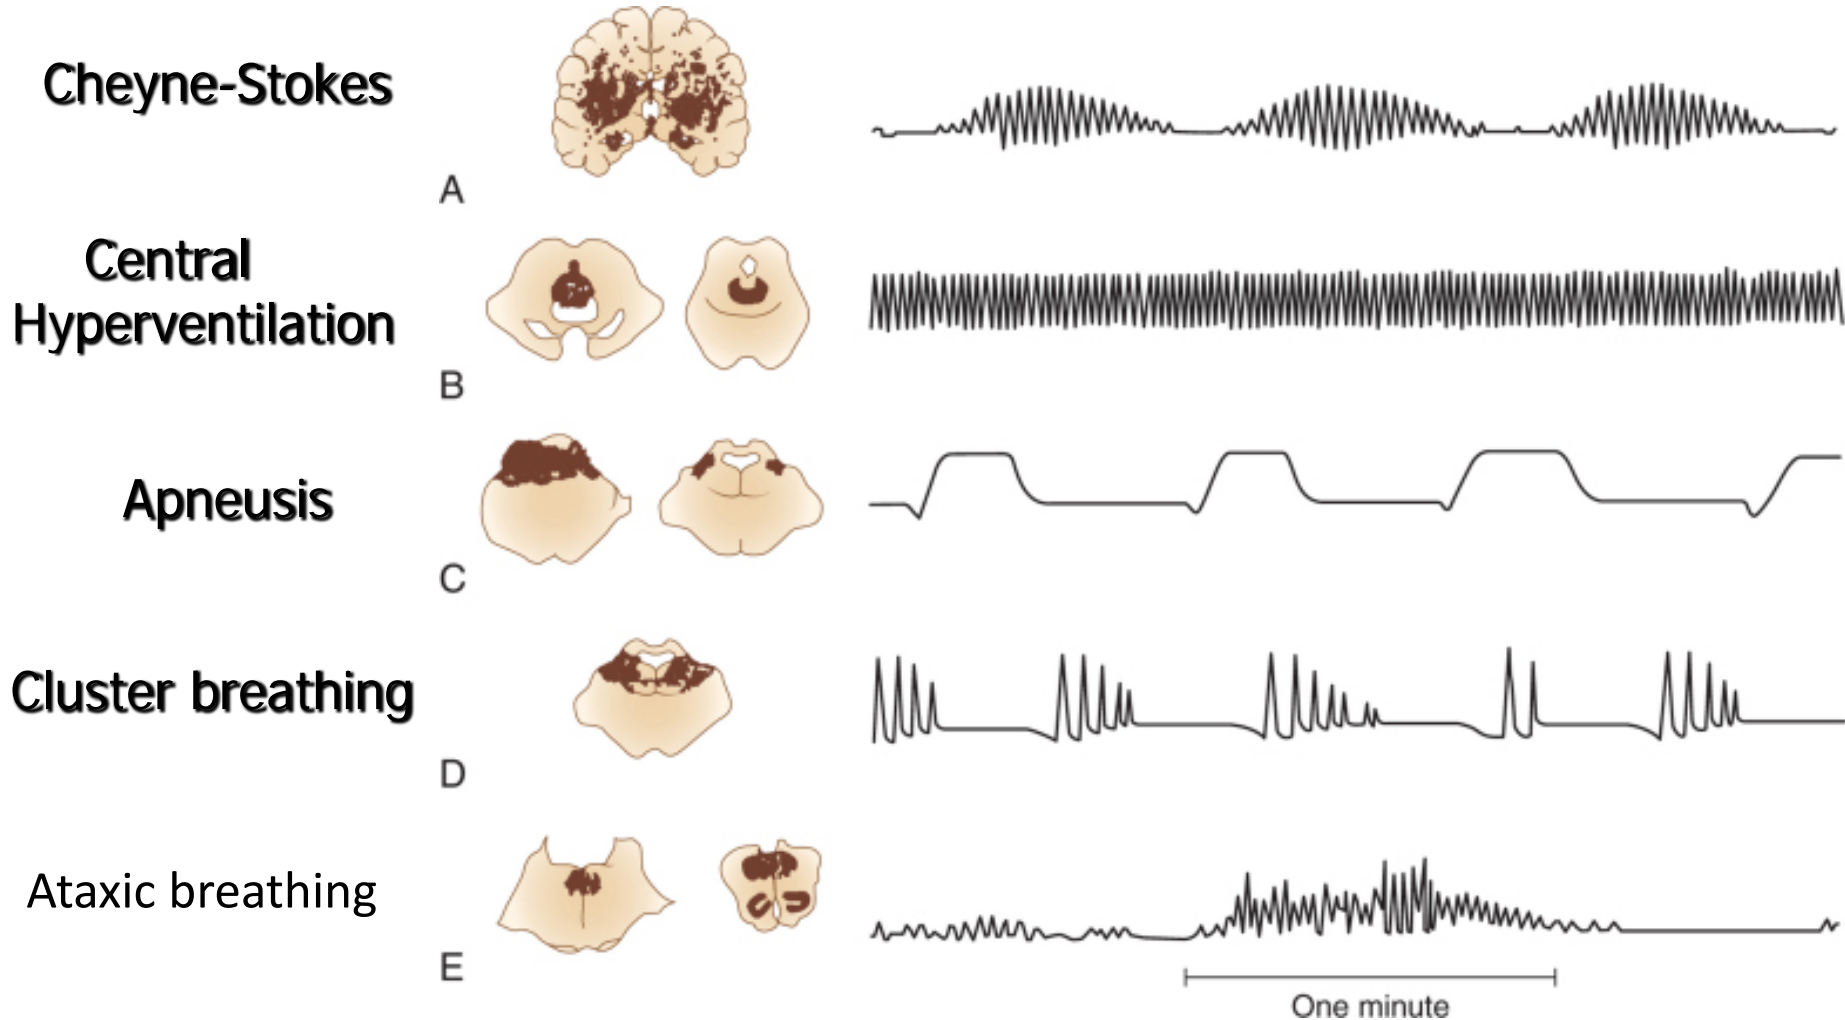 Cheyne-Stokes
A
Central
Hyperventilation
B
Apneusis
C
Cluster breathing
D
Ataxic breathing
E
One minute